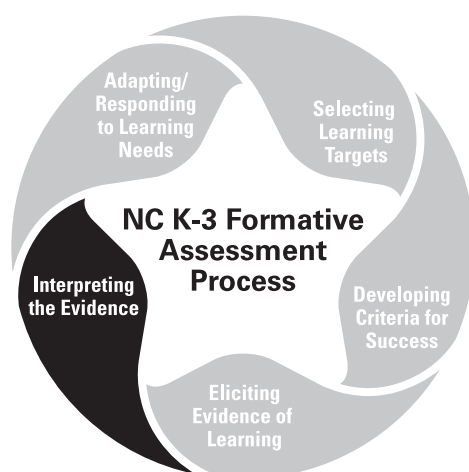 NC K-3 Formative
Assessment
Process
Selecting
Learning
Targets
Developing
Criteria for
Success
Eliciting
Evidence of
Learning
Interpreting
the Evidence
Adapting/
Responding
to Learning
Needs